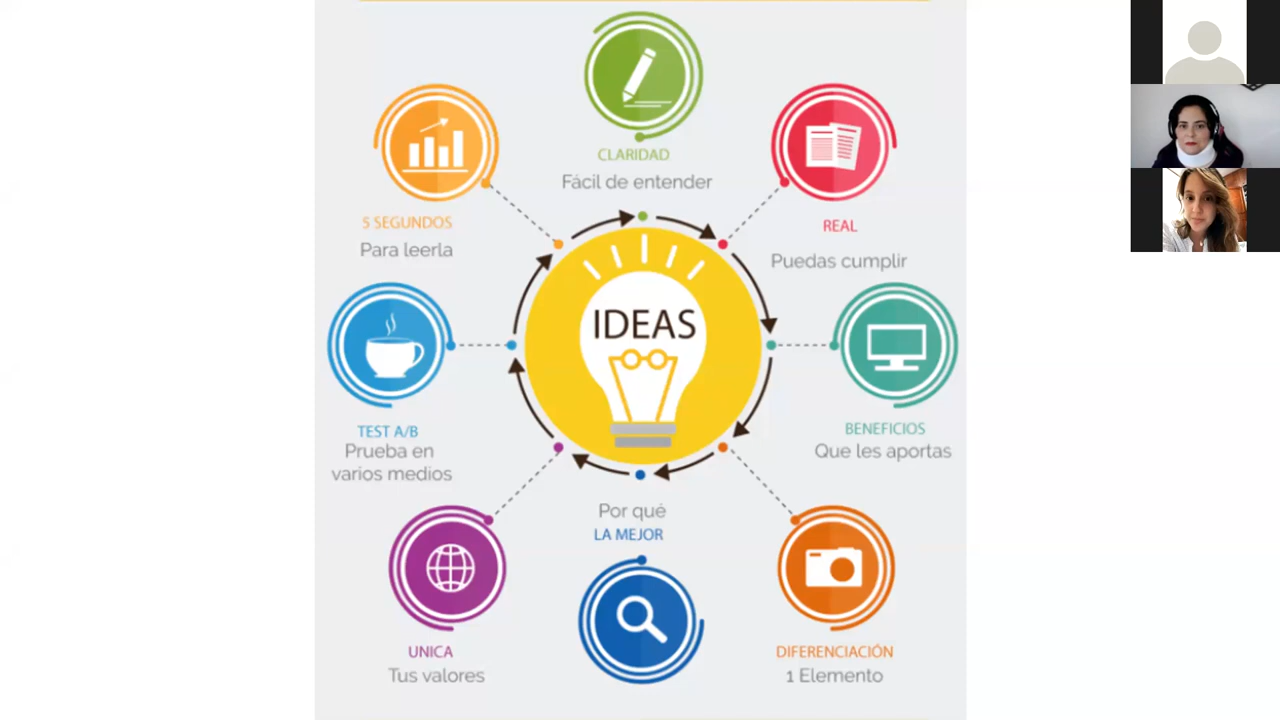 CLARIDAD
Fácil de entender
5 SEGUNDOS
Para leerla
REAL
Puedas cumplir
IDEAS
TEST A/B
Prueba en
varios medios
BENEFICIOS
Que les aportas
Por qué
LA MEJOR
UNICA
Tus valores
DIFERENCIACIÓN
1 Elemento